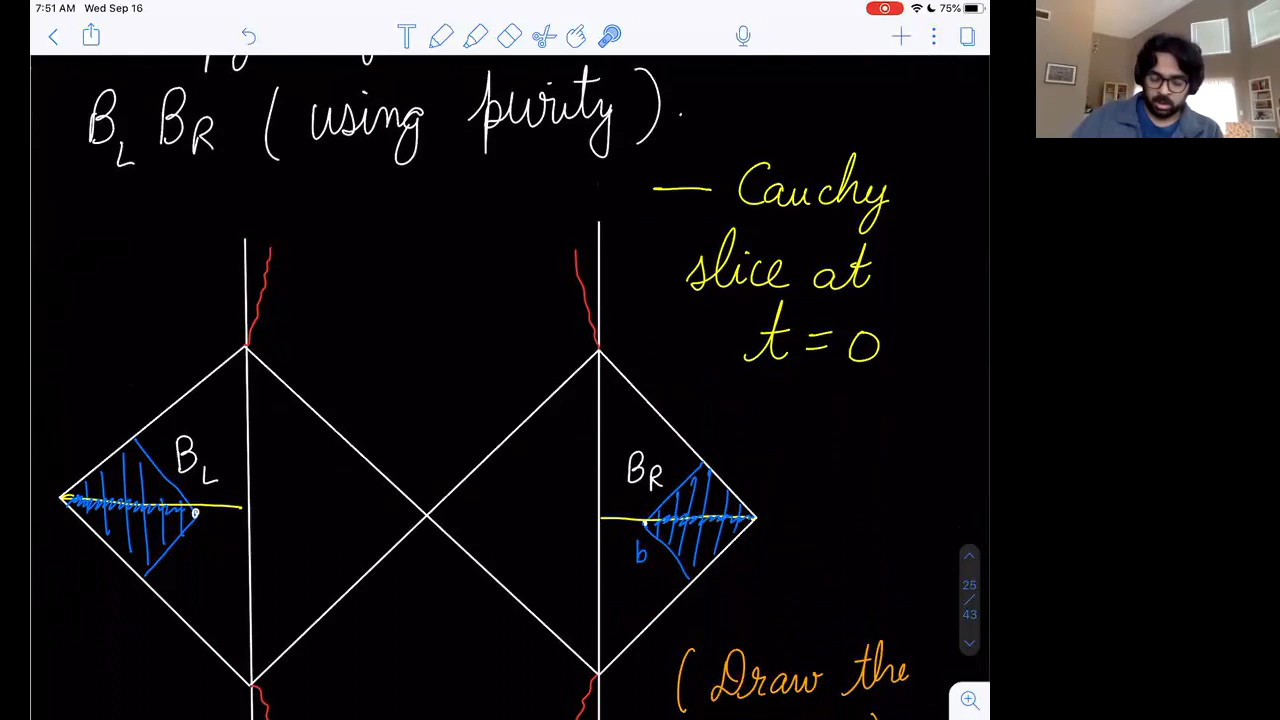 7:51 AM Wed Sep 16
75%
B_L B_R (using purity).
— Cauchy
slice at
t = 0
B_L
B_R
b
25
/
43
(Draw the